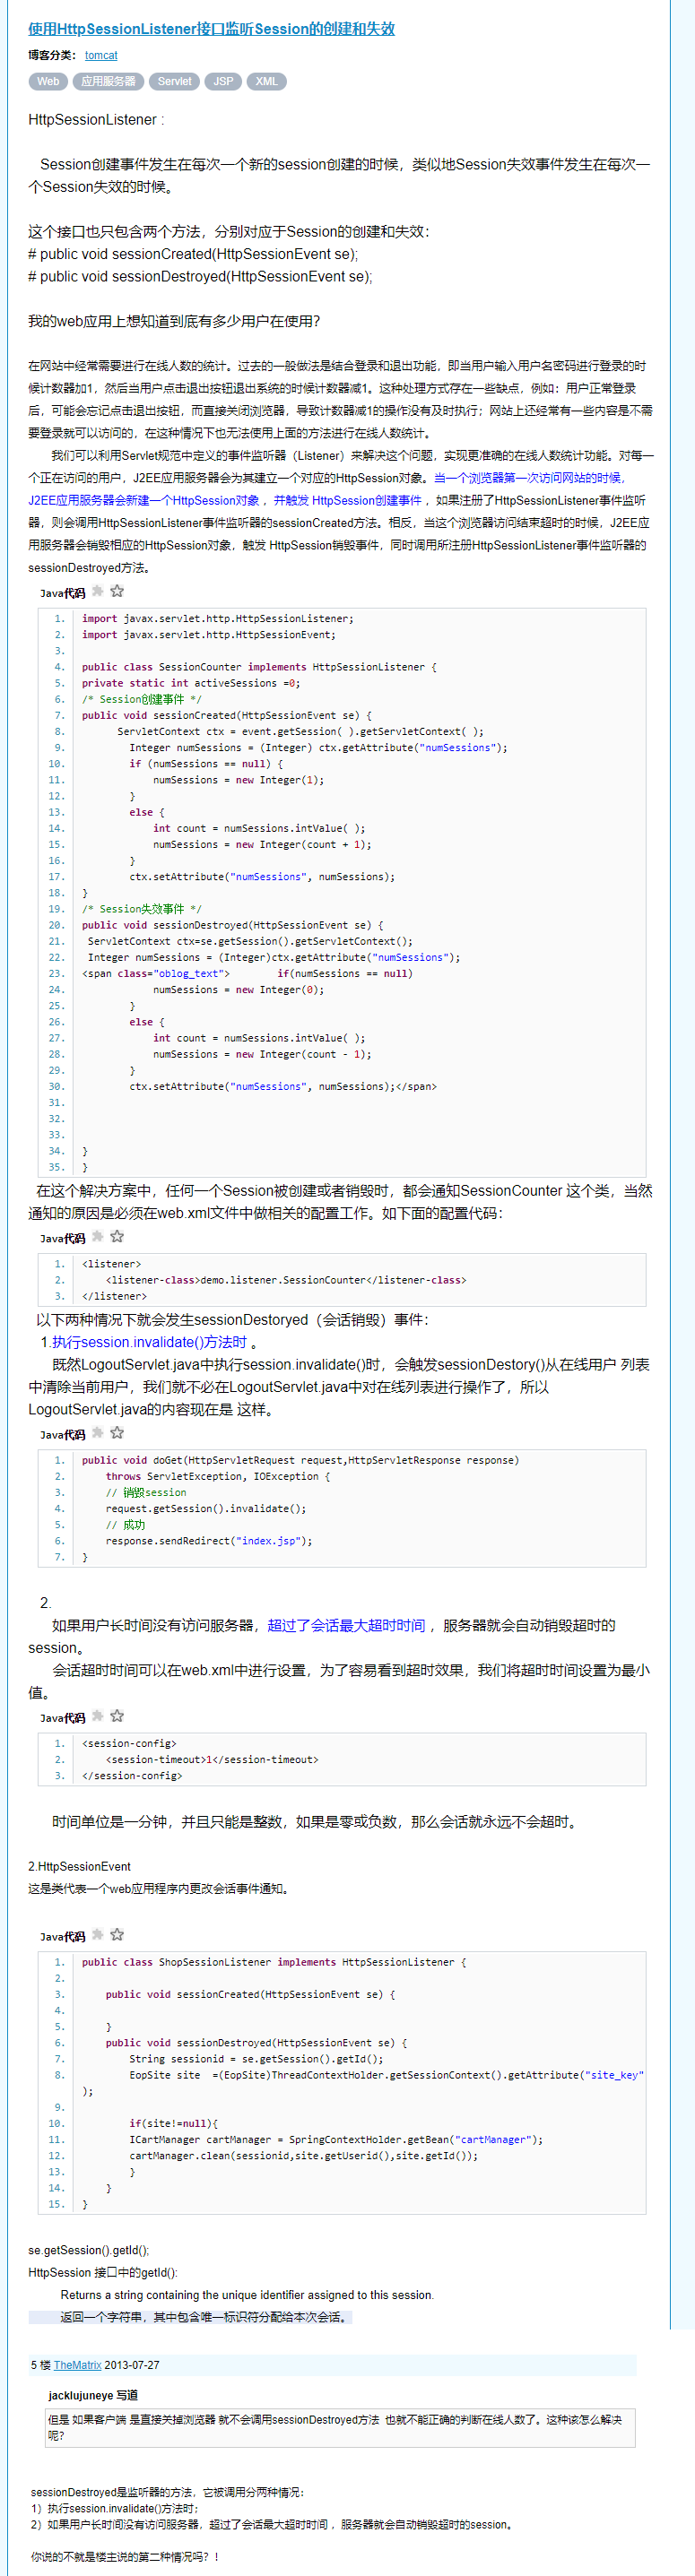 使用HttpSessionListener接口监听Session的创建和失效
博客分类： tomcat
Web 应用服务器 Servlet JSP XML
HttpSessionListener :
Session创建事件发生在每次一个新的session创建的时候，类似地Session失效事件发生在每次一
个Session失效的时候。
这个接口也只包含两个方法，分别对应于Session的创建和失效：
# public void sessionCreated(HttpSessionEvent se);
# public void sessionDestroyed(HttpSessionEvent se);
我的web应用上想知道到底有多少用户在使用？
在网站中经常需要进行在线人数的统计。过去的一般做法是结合登录和退出功能，即当用户输入用户名密码进行登录的时
候计数器加1，然后当用户点击退出按钮退出系统的时候计数器减1。这种处理方式存在一些缺点，例如：用户正常登录
后，可能会忘记点击退出按钮，而直接关闭浏览器，导致计数器减1的操作没有及时执行；网站上还经常有一些内容是不需
要登录就可以访问的，在这种情况下也无法使用上面的方法进行在线人数统计。
我们可以利用Servlet规范中定义的事件监听器（Listener）来解决这个问题，实现更准确的在线人数统计功能。对每一
个正在访问的用户，J2EE应用服务器会为其建立一个对应的HttpSession对象。当一个浏览器第一次访问网站的时候，
J2EE应用服务器会新建一个HttpSession对象 ，并触发 HttpSession创建事件 ，如果注册了HttpSessionListener事件监听
器，则会调用HttpSessionListener事件监听器的sessionCreated方法。相反，当这个浏览器访问结束超时的时候，J2EE应
用服务器会销毁相应的HttpSession对象，触发 HttpSession销毁事件，同时调用所注册HttpSessionListener事件监听器的
sessionDestroyed方法。
Java代码
1. import javax.servlet.http.HttpSessionListener;
2. import javax.servlet.http.HttpSessionEvent;
3.
4. public class SessionCounter implements HttpSessionListener {
5. private static int activeSessions =0;
6. /* Session创建事件 */
7. public void sessionCreated(HttpSessionEvent se) {
8. ServletContext ctx = event.getSession( ).getServletContext( );
9. Integer numSessions = (Integer) ctx.getAttribute("numSessions");
10. if (numSessions == null) {
11. numSessions = new Integer(1);
12. }
13. else {
14. int count = numSessions.intValue( );
15. numSessions = new Integer(count + 1);
16. }
17. ctx.setAttribute("numSessions", numSessions);
18. }
19. /* Session失效事件 */
20. public void sessionDestroyed(HttpSessionEvent se) {
21. ServletContext ctx=se.getSession().getServletContext();
22. Integer numSessions = (Integer)ctx.getAttribute("numSessions");
23. <span class="oblog_text"> if(numSessions == null)
24. numSessions = new Integer(0);
25. }
26. else {
27. int count = numSessions.intValue( );
28. numSessions = new Integer(count - 1);
29. }
30. ctx.setAttribute("numSessions", numSessions);</span>
31.
32.
33.
34. }
35. }
在这个解决方案中，任何一个Session被创建或者销毁时，都会通知SessionCounter 这个类，当然
通知的原因是必须在web.xml文件中做相关的配置工作。如下面的配置代码：
Java代码
1. <listener>
2. <listener-class>demo.listener.SessionCounter</listener-class>
3. </listener>
以下两种情况下就会发生sessionDestoryed（会话销毁）事件：
1.执行session.invalidate()方法时 。
既然LogoutServlet.java中执行session.invalidate()时，会触发sessionDestory()从在线用户 列表
中清除当前用户，我们就不必在LogoutServlet.java中对在线列表进行操作了，所以
LogoutServlet.java的内容现在是 这样。
Java代码
1. public void doGet(HttpServletRequest request,HttpServletResponse response)
2. throws ServletException, IOException {
3. // 销毁session
4. request.getSession().invalidate();
5. // 成功
6. response.sendRedirect("index.jsp");
7. }
2.
如果用户长时间没有访问服务器，超过了会话最大超时时间 ，服务器就会自动销毁超时的
session。
会话超时时间可以在web.xml中进行设置，为了容易看到超时效果，我们将超时时间设置为最小
值。
Java代码
1. <session-config>
2. <session-timeout>1</session-timeout>
3. </session-config>
时间单位是一分钟，并且只能是整数，如果是零或负数，那么会话就永远不会超时。
2.HttpSessionEvent
这是类代表一个web应用程序内更改会话事件通知。
Java代码
1. public class ShopSessionListener implements HttpSessionListener {
2.
3. public void sessionCreated(HttpSessionEvent se) {
4.
5. }
6. public void sessionDestroyed(HttpSessionEvent se) {
7. String sessionid = se.getSession().getId();
8. EopSite site =(EopSite)ThreadContextHolder.getSessionContext().getAttribute("site_key"
);
9.
10. if(site!=null){
11. ICartManager cartManager = SpringContextHolder.getBean("cartManager");
12. cartManager.clean(sessionid,site.getUserid(),site.getId());
13. }
14. }
15. }
se.getSession().getId();
HttpSession 接口中的getId():
Returns a string containing the unique identifier assigned to this session.
返回一个字符串，其中包含唯一标识符分配给本次会话。
5 楼 TheMatrix 2013-07-27
jacklujuneye 写道
但是 如果客户端 是直接关掉浏览器 就不会调用sessionDestroyed方法 也就不能正确的判断在线人数了。这种该怎么解决
呢？
sessionDestroyed是监听器的方法，它被调用分两种情况：
1）执行session.invalidate()方法时；
2）如果用户长时间没有访问服务器，超过了会话最大超时时间 ，服务器就会自动销毁超时的session。
你说的不就是楼主说的第二种情况吗？！